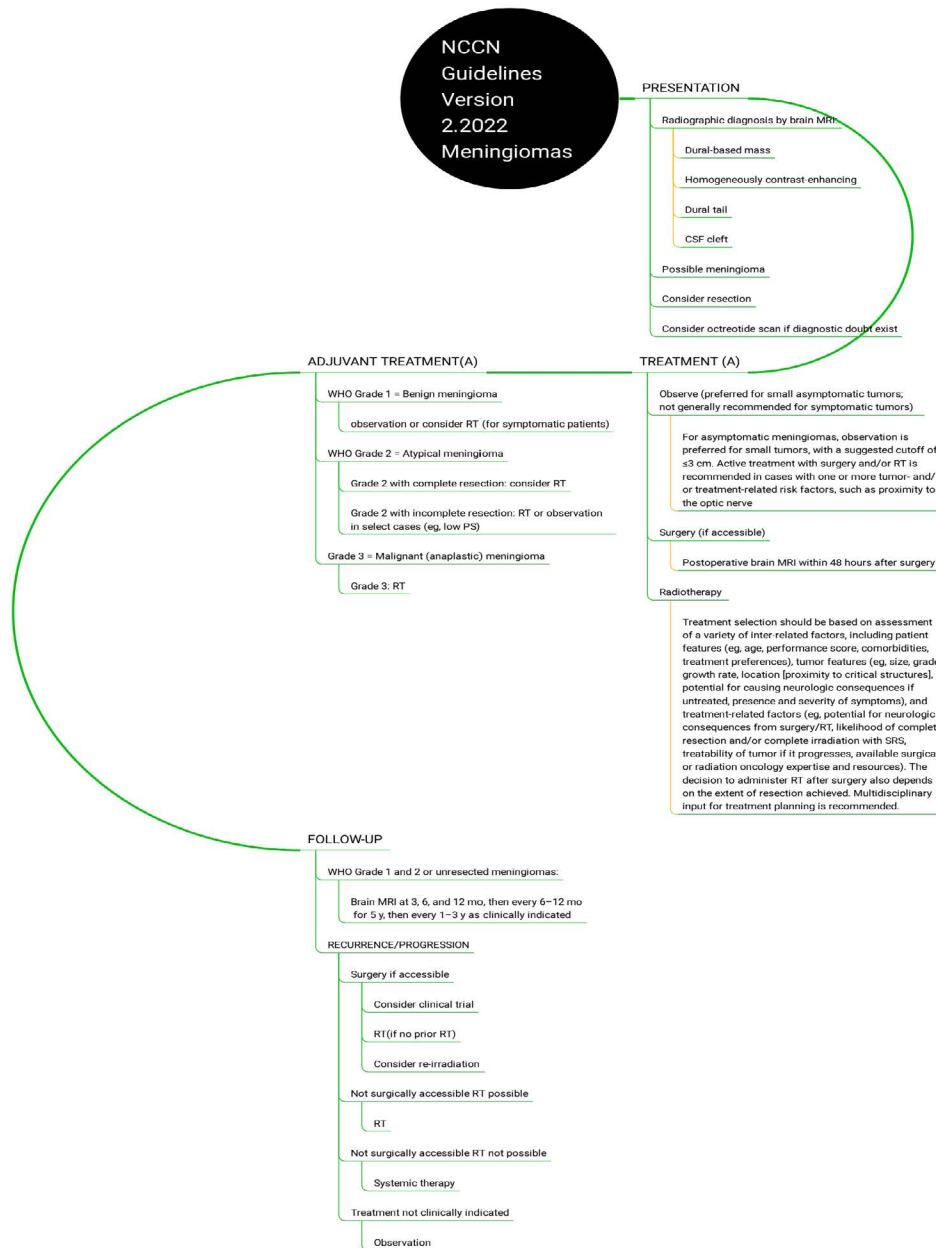 NCCN
Guidelines
Version
2.2022
Meningiomas
PRESENTATION
Radiographic diagnosis by brain MRI:
Dural-based mass
Homogeneously contrast-enhancing
Dural tail
CSF cleft
Possible meningioma
Consider resection
Consider octreotide scan if diagnostic doubt exist
TREATMENT (A)
Observe (preferred for small asymptomatic tumors;
not generally recommended for symptomatic tumors)
For asymptomatic meningiomas, observation is
preferred for small tumors, with a suggested cutoff of
≤3 cm. Active treatment with surgery and/or RT is
recommended in cases with one or more tumor- and/
or treatment-related risk factors, such as proximity to
the optic nerve
Surgery (if accessible)
Postoperative brain MRI within 48 hours after surgery
Radiotherapy
Treatment selection should be based on assessment
of a variety of inter-related factors, including patient
features (eg, age, performance score, comorbidities,
treatment preferences), tumor features (eg, size, grade
growth rate, location [proximity to critical structures],
potential for causing neurologic consequences if
untreated, presence and severity of symptoms), and
treatment-related factors (eg, potential for neurologic
consequences from surgery/RT, likelihood of complet
resection and/or complete irradiation with SRS,
treatability of tumor if it progresses, available surgica
or radiation oncology expertise and resources). The
decision to administer RT after surgery also depends
on the extent of resection achieved. Multidisciplinary
input for treatment planning is recommended.
ADJUVANT TREATMENT(A)
WHO Grade 1 = Benign meningioma
observation or consider RT (for symptomatic patients)
WHO Grade 2 = Atypical meningioma
Grade 2 with complete resection: consider RT
Grade 2 with incomplete resection: RT or observation
in select cases (eg, low PS)
Grade 3 = Malignant (anaplastic) meningioma
Grade 3: RT
FOLLOW-UP
WHO Grade 1 and 2 or unresected meningiomas:
Brain MRI at 3, 6, and 12 mo, then every 6–12 mo
for 5 y, then every 1–3 y as clinically indicated
RECURRENCE/PROGRESSION
Surgery if accessible
Consider clinical trial
RT(if no prior RT)
Consider re-irradiation
Not surgically accessible RT possible
RT
Not surgically accessible RT not possible
Systemic therapy
Treatment not clinically indicated
Observation